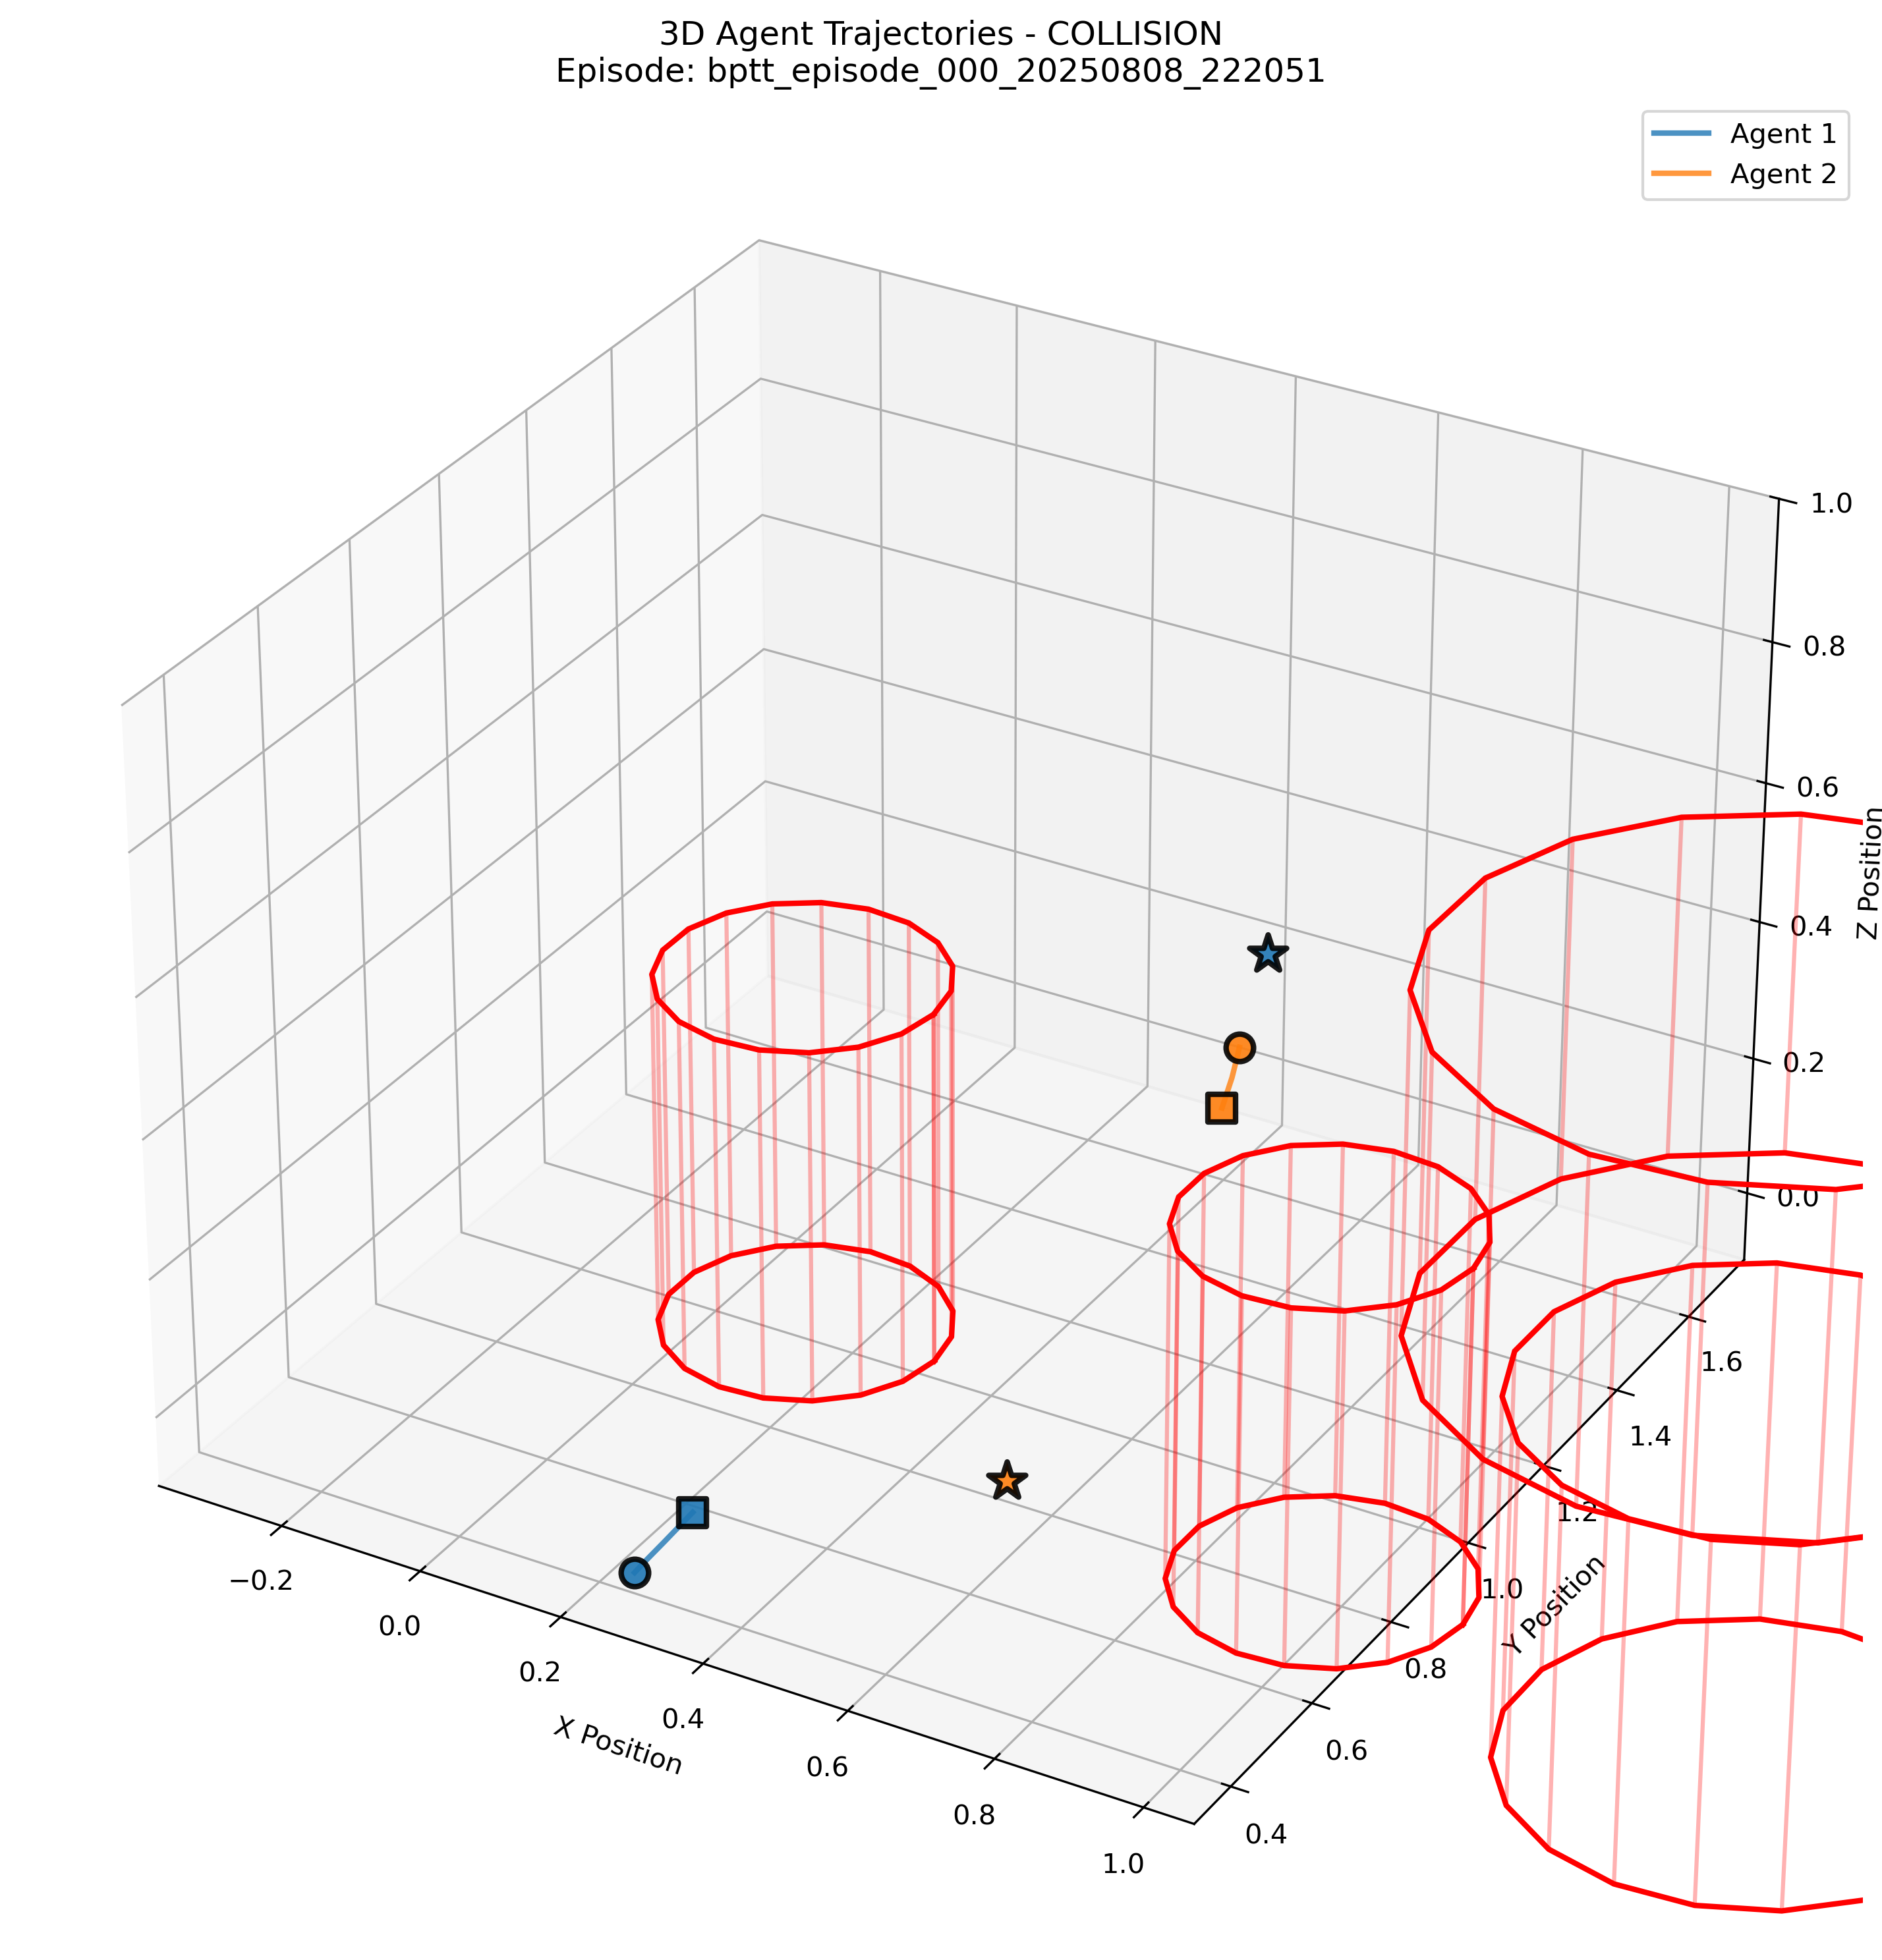 3D Agent Trajectories - COLLISION
Episode: bptt_episode_000_20250808_222051
Agent 1
Agent 2
1.0
0.8
0.6
0.4
0.2
0.0
Z Position
1.6
1.4
1.2
1.0
0.8
0.6
0.4
Y Position
−0.2
0.0
0.2
0.4
0.6
0.8
1.0
X Position